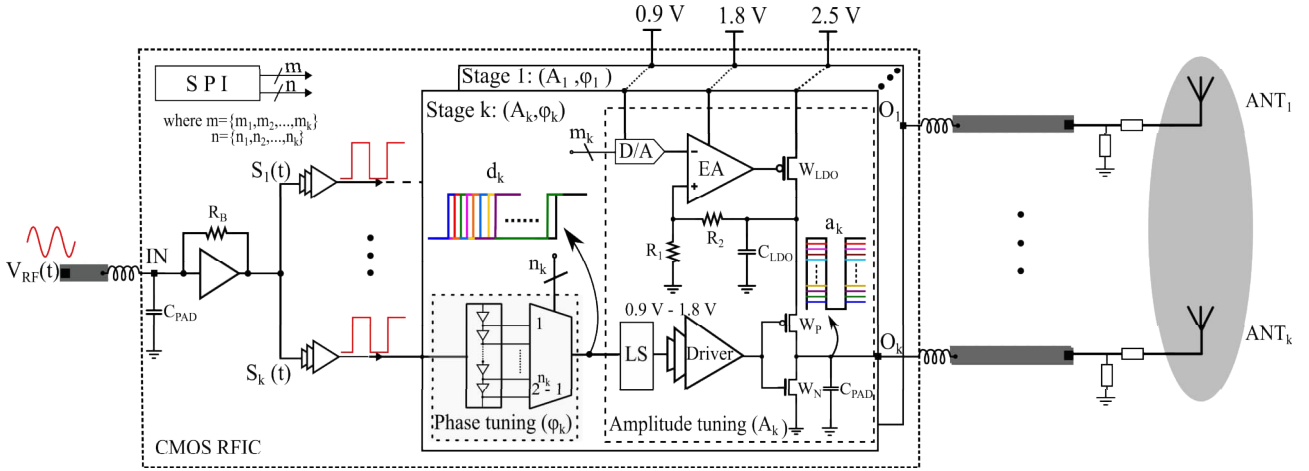 0.9 V
1.8 V
2.5 V
S P I
m
n
where m={m1,m2,...,mk}
n={n1,n2,...,nk}
Stage 1: (A1 ,φ1)
Stage k: (Ak,φk)
mk
D/A
EA
WLDO
O1
ANT1
S1(t)
dk
RB
R1
R2
CLDO
ak
VRF(t)
IN
CPAD
nk
0.9 V - 1.8 V
1
nk
2 - 1
LS
Driver
WP
WN
CPAD
Ok
ANTk
Sk (t)
Phase tuning (φk)
Amplitude tuning (Ak)
CMOS RFIC